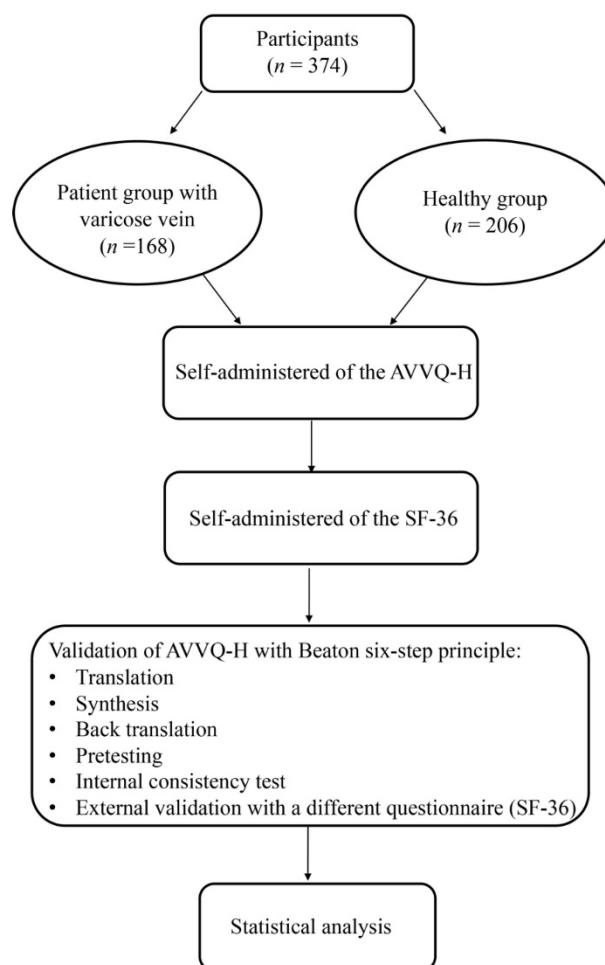 Participants
(n = 374)
Patient group with
varicose vein
(n =168)
Healthy group
(n = 206)
Self-administered of the AVVQ-H
Self-administered of the SF-36
Validation of AVVQ-H with Beaton six-step principle:
• Translation
• Synthesis
• Back translation
• Pretesting
• Internal consistency test
• External validation with a different questionnaire (SF-36)
Statistical analysis